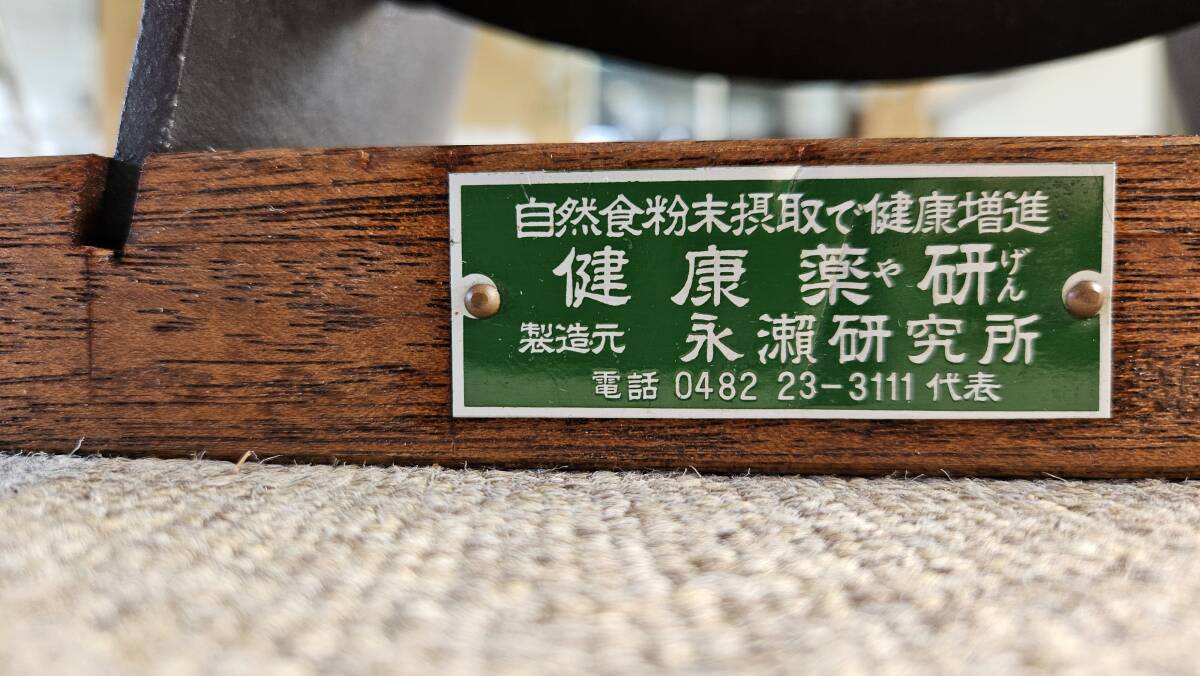 自然食粉末摂取で健康増進
健康薬や研げん
製造元 永瀬研究所
電話 0482 23-3111 代表